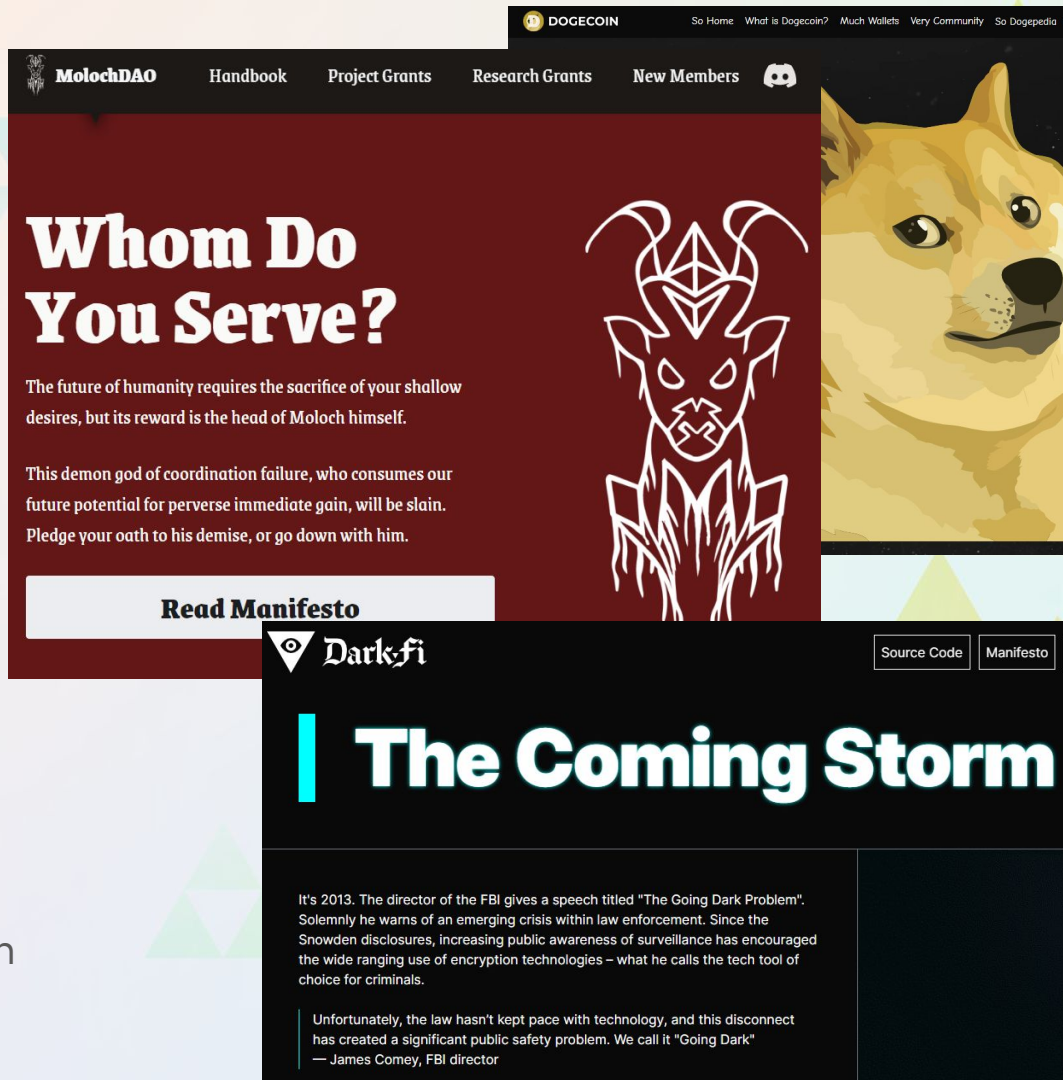 DOGECOIN
So Home What is Dogecoin? Much Wallets Very Community So Dogepedia
MolochDAO Handbook Project Grants Research Grants New Members
Whom Do
You Serve?
The future of humanity requires the sacrifice of your shallow
desires, but its reward is the head of Moloch himself.
This demon god of coordination failure, who consumes our
future potential for perverse immediate gain, will be slain.
Pledge your oath to his demise, or go down with him.
Read Manifesto
Dark·fi
Source Code Manifesto
The Coming Storm
It's 2013. The director of the FBI gives a speech titled "The Going Dark Problem".
Solemnly he warns of an emerging crisis within law enforcement. Since the
Snowden disclosures, increasing public awareness of surveillance has encouraged
the wide ranging use of encryption technologies – what he calls the tech tool of
choice for criminals.
Unfortunately, the law hasn't kept pace with technology, and this disconnect
has created a significant public safety problem. We call it "Going Dark"
— James Comey, FBI director